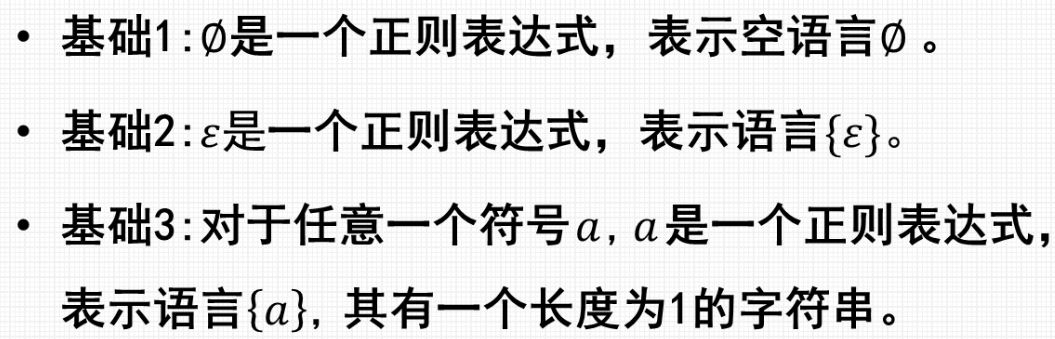 • 基础1:∅是一个正则表达式，表示空语言∅ 。
• 基础2:ε是一个正则表达式，表示语言{ε}。
• 基础3:对于任意一个符号a, a是一个正则表达式,
表示语言{a}, 其有一个长度为1的字符串。